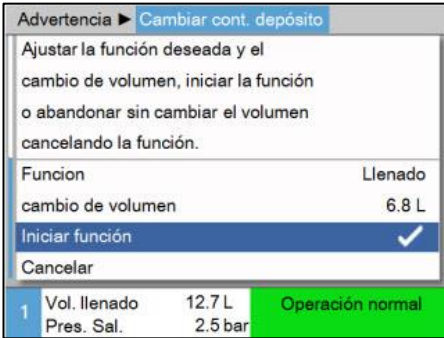 Advertencia ► Cambiar cont. depósito
Ajustar la función deseada y el
cambio de volumen, iniciar la función
o abandonar sin cambiar el volumen
cancelando la función.
Funcion Llenado
cambio de volumen 6.8 L
Iniciar función ✓
Cancelar
1 Vol. llenado 12.7 L Operación normal
Pres. Sal. 2.5 bar